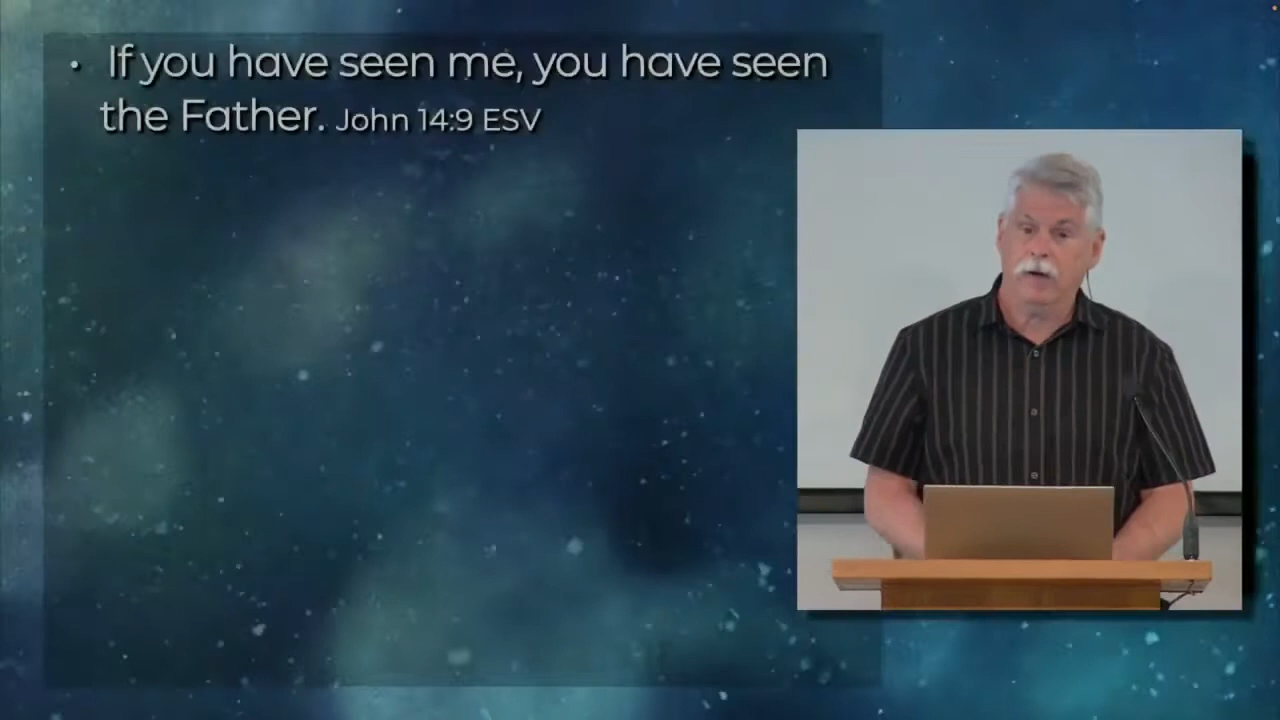 • If you have seen me, you have seen
the Father. John 14:9 ESV